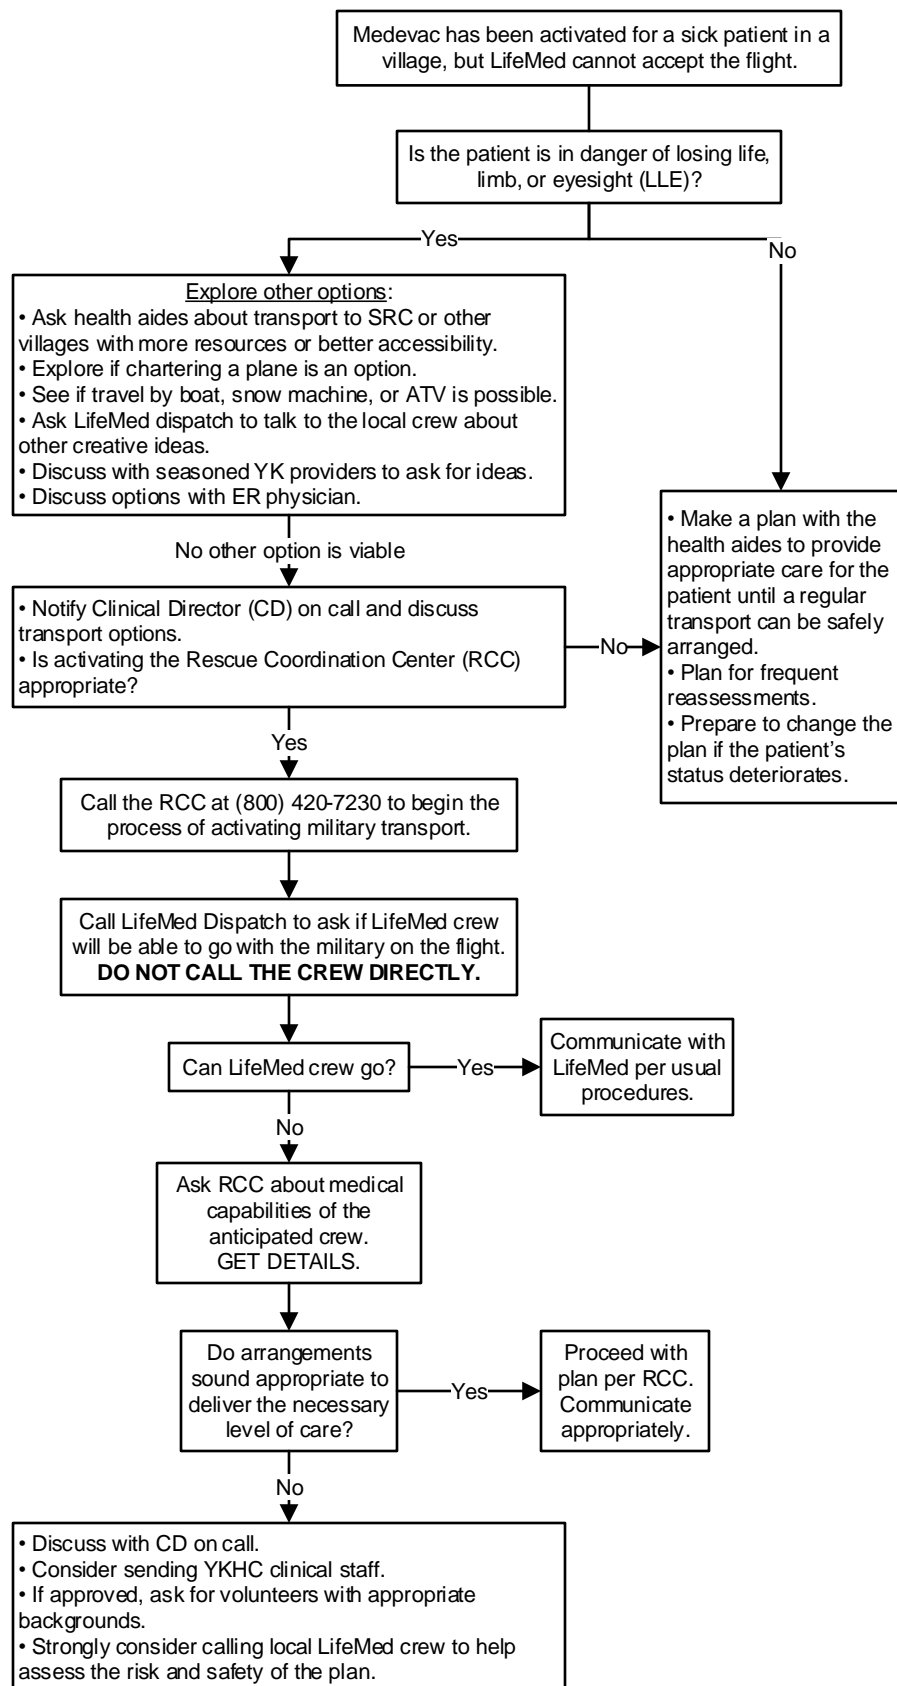 Medevac has been activated for a sick patient in a
village, but LifeMed cannot accept the flight.
Is the patient is in danger of losing life,
limb, or eyesight (LLE)?
Yes
No
Explore other options:
• Ask health aides about transport to SRC or other
villages with more resources or better accessibility.
• Explore if chartering a plane is an option.
• See if travel by boat, snow machine, or ATV is possible.
• Ask LifeMed dispatch to talk to the local crew about
other creative ideas.
• Discuss with seasoned YK providers to ask for ideas.
• Discuss options with ER physician.
No other option is viable
• Notify Clinical Director (CD) on call and discuss
transport options.
• Is activating the Rescue Coordination Center (RCC)
appropriate?
No
• Make a plan with the
health aides to provide
appropriate care for the
patient until a regular
transport can be safely
arranged.
• Plan for frequent
reassessments.
• Prepare to change the
plan if the patient’s
status deteriorates.
Yes
Call the RCC at (800) 420-7230 to begin the
process of activating military transport.
Call LifeMed Dispatch to ask if LifeMed crew
will be able to go with the military on the flight.
DO NOT CALL THE CREW DIRECTLY.
Can LifeMed crew go?
Yes
Communicate with
LifeMed per usual
procedures.
No
Ask RCC about medical
capabilities of the
anticipated crew.
GET DETAILS.
Do arrangements
sound appropriate to
deliver the necessary
level of care?
Yes
Proceed with
plan per RCC.
Communicate
appropriately.
No
• Discuss with CD on call.
• Consider sending YKHC clinical staff.
• If approved, ask for volunteers with appropriate
backgrounds.
• Strongly consider calling local LifeMed crew to help
assess the risk and safety of the plan.